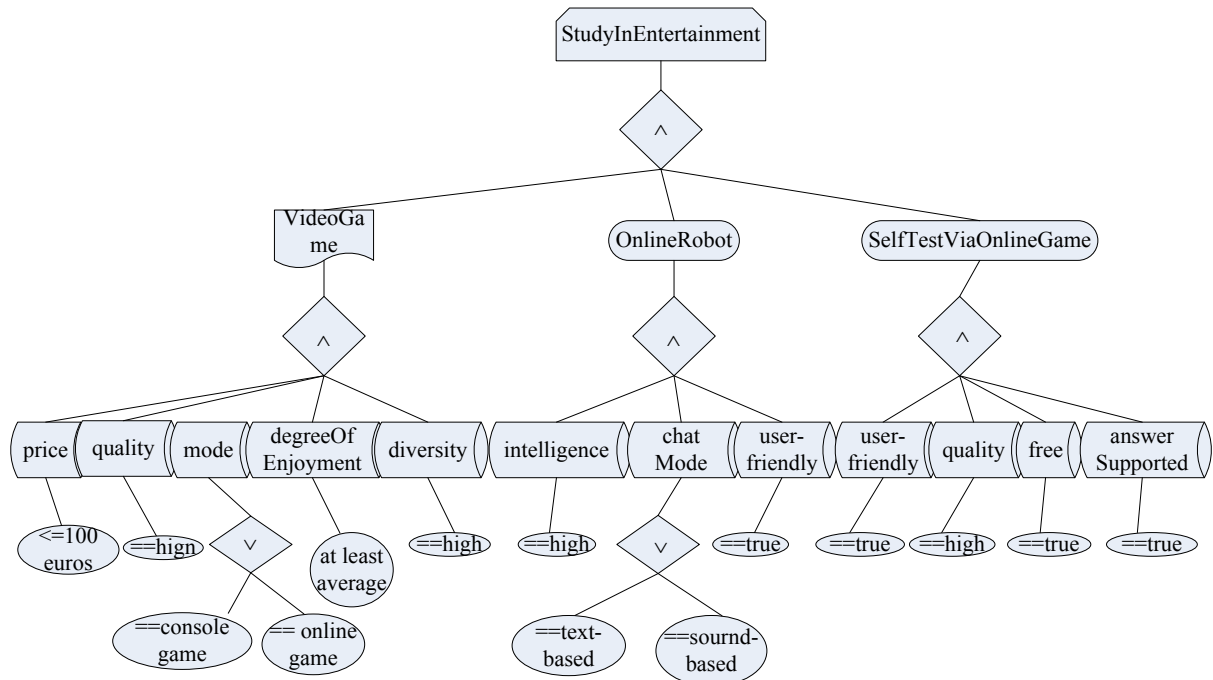 StudyInEntertainment
^
VideoGa
me
OnlineRobot
SelfTestViaOnlineGame
^
^
^
price
quality
mode
degreeOf
Enjoyment
diversity
intelligence
chat
Mode
user-
friendly
user-
friendly
quality
free
answer
Supported
<=100
euros
==hign
v
at least
average
==high
==high
v
==true
==true
==high
==true
==true
==console
game
== online
game
==text-
based
==sournd-
based